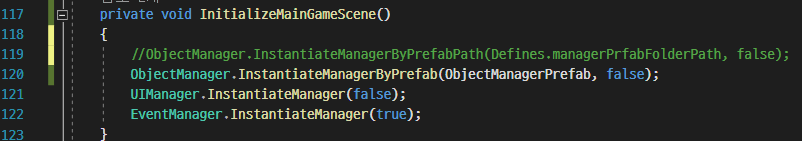 117 private void InitializeMainGameScene()
118 {
119 //ObjectManager.InstantiateManagerByPrefabPath(Defines.managerPrfabFolderPath, false);
120 ObjectManager.InstantiateManagerByPrefab(ObjectManagerPrefab, false);
121 UIManager.InstantiateManager(false);
122 EventManager.InstantiateManager(true);
123 }